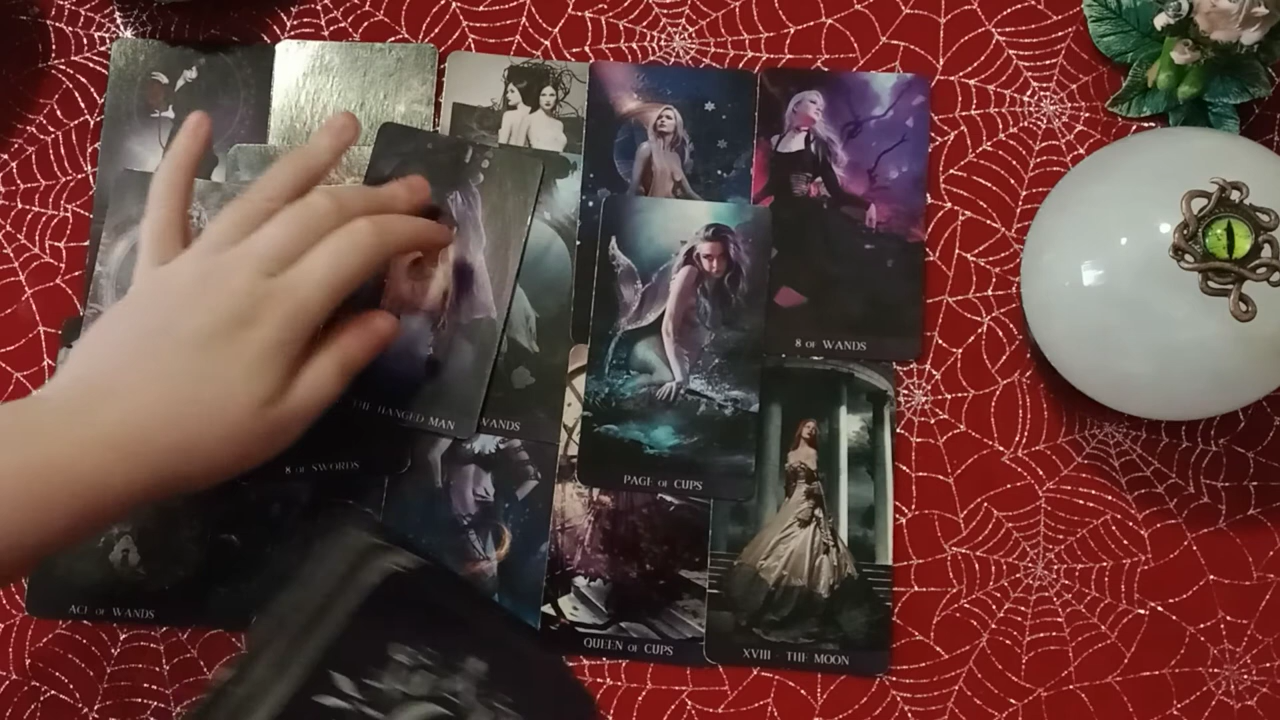 8 OF WANDS
THE HANGED MAN
WANDS
8 OF SWORDS
PAGE OF CUPS
ACE OF WANDS
QUEEN OF CUPS
XVIII · THE MOON